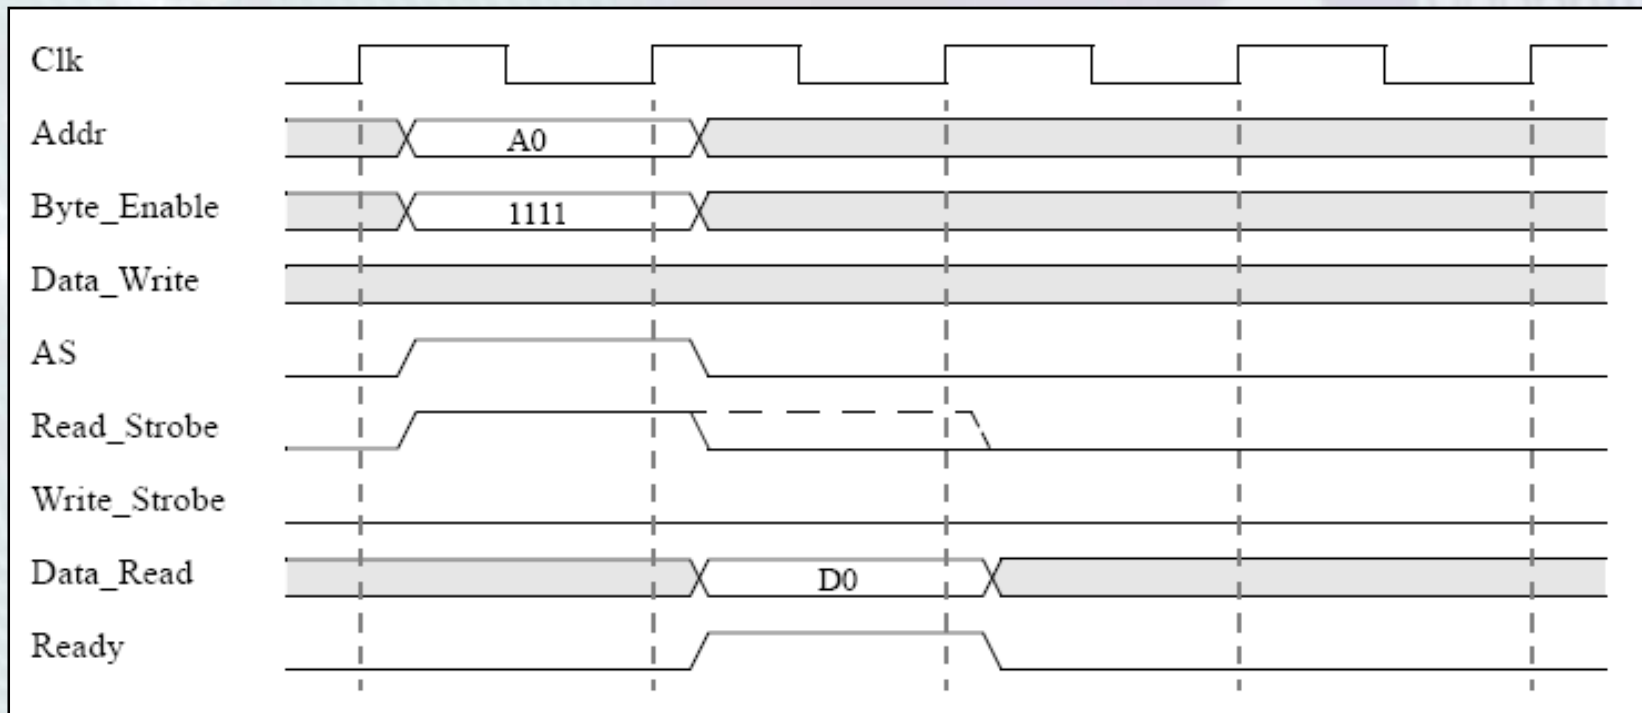 Clk
Addr
A0
Byte_Enable
1111
Data_Write
AS
Read_Strobe
Write_Strobe
Data_Read
D0
Ready